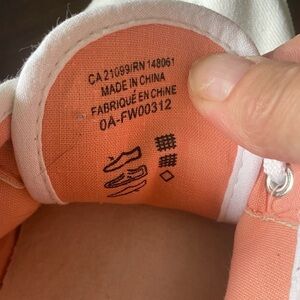 CA 21099/RN 148061
MADE IN CHINA
FABRIQUÉ EN CHINE
0A-FW00312